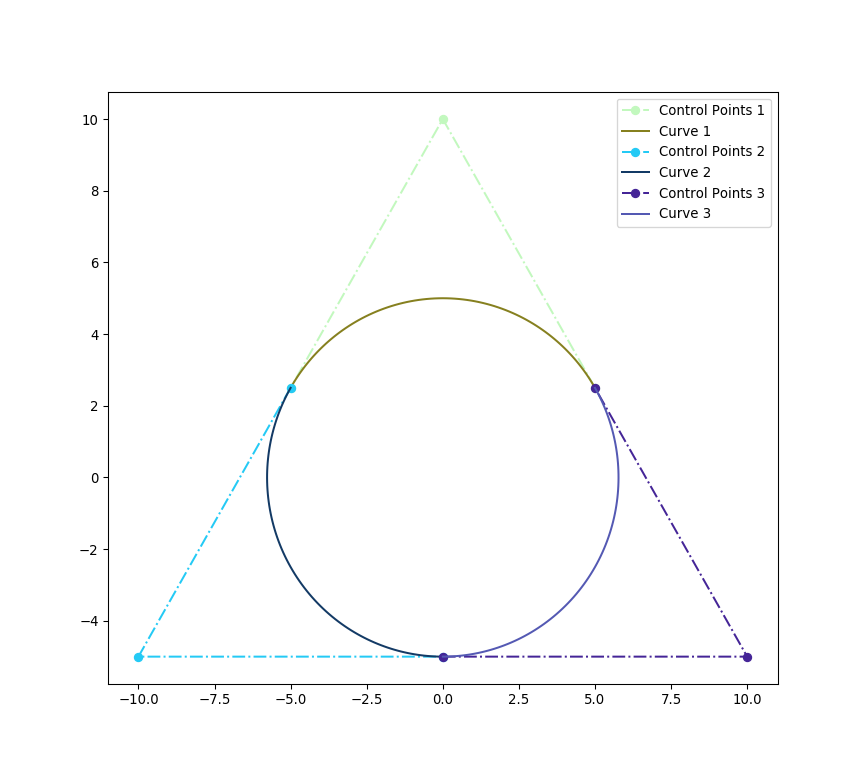 Control Points 1
Curve 1
Control Points 2
Curve 2
Control Points 3
Curve 3
10
8
6
4
2
0
−2
−4
−10.0 −7.5 −5.0 −2.5 0.0 2.5 5.0 7.5 10.0